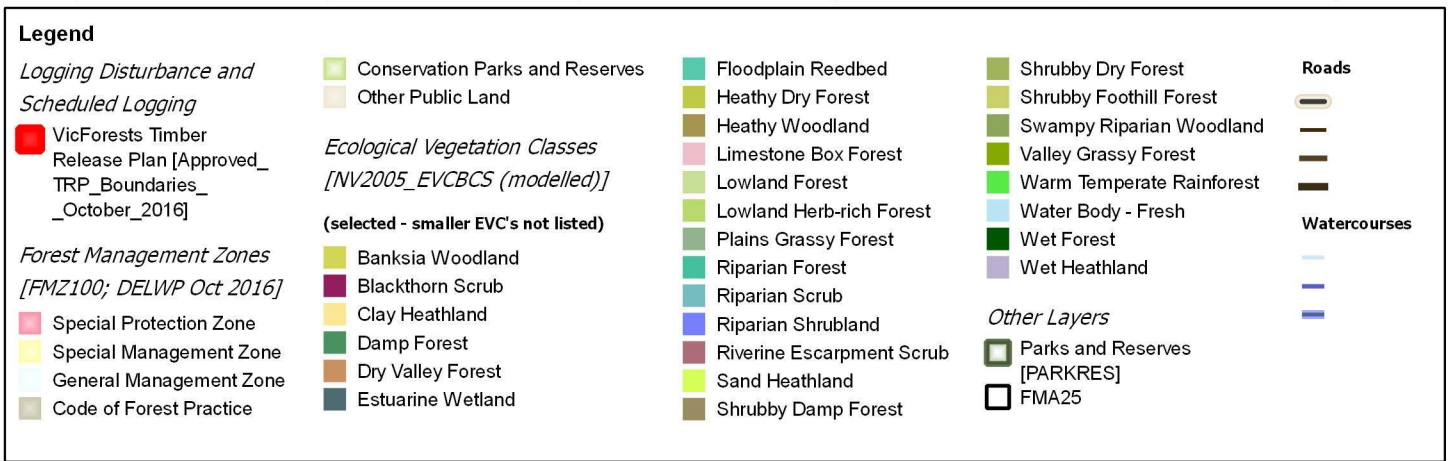 Legend
Logging Disturbance and
Scheduled Logging
VicForests Timber
Release Plan [Approved_
TRP_Boundaries_
_October_2016]
Forest Management Zones
[FMZ100; DELWP Oct 2016]
Special Protection Zone
Special Management Zone
General Management Zone
Code of Forest Practice
Conservation Parks and Reserves
Other Public Land
Ecological Vegetation Classes
[NV2005_EVCBCS (modelled)]
(selected - smaller EVC's not listed)
Banksia Woodland
Blackthorn Scrub
Clay Heathland
Damp Forest
Dry Valley Forest
Estuarine Wetland
Floodplain Reedbed
Heathy Dry Forest
Heathy Woodland
Limestone Box Forest
Lowland Forest
Lowland Herb-rich Forest
Plains Grassy Forest
Riparian Forest
Riparian Scrub
Riparian Shrubland
Riverine Escarpment Scrub
Sand Heathland
Shrubby Damp Forest
Shrubby Dry Forest
Shrubby Foothill Forest
Swampy Riparian Woodland
Valley Grassy Forest
Warm Temperate Rainforest
Water Body - Fresh
Wet Forest
Wet Heathland
Other Layers
Parks and Reserves
[PARKRES]
FMA25
Roads
Watercourses